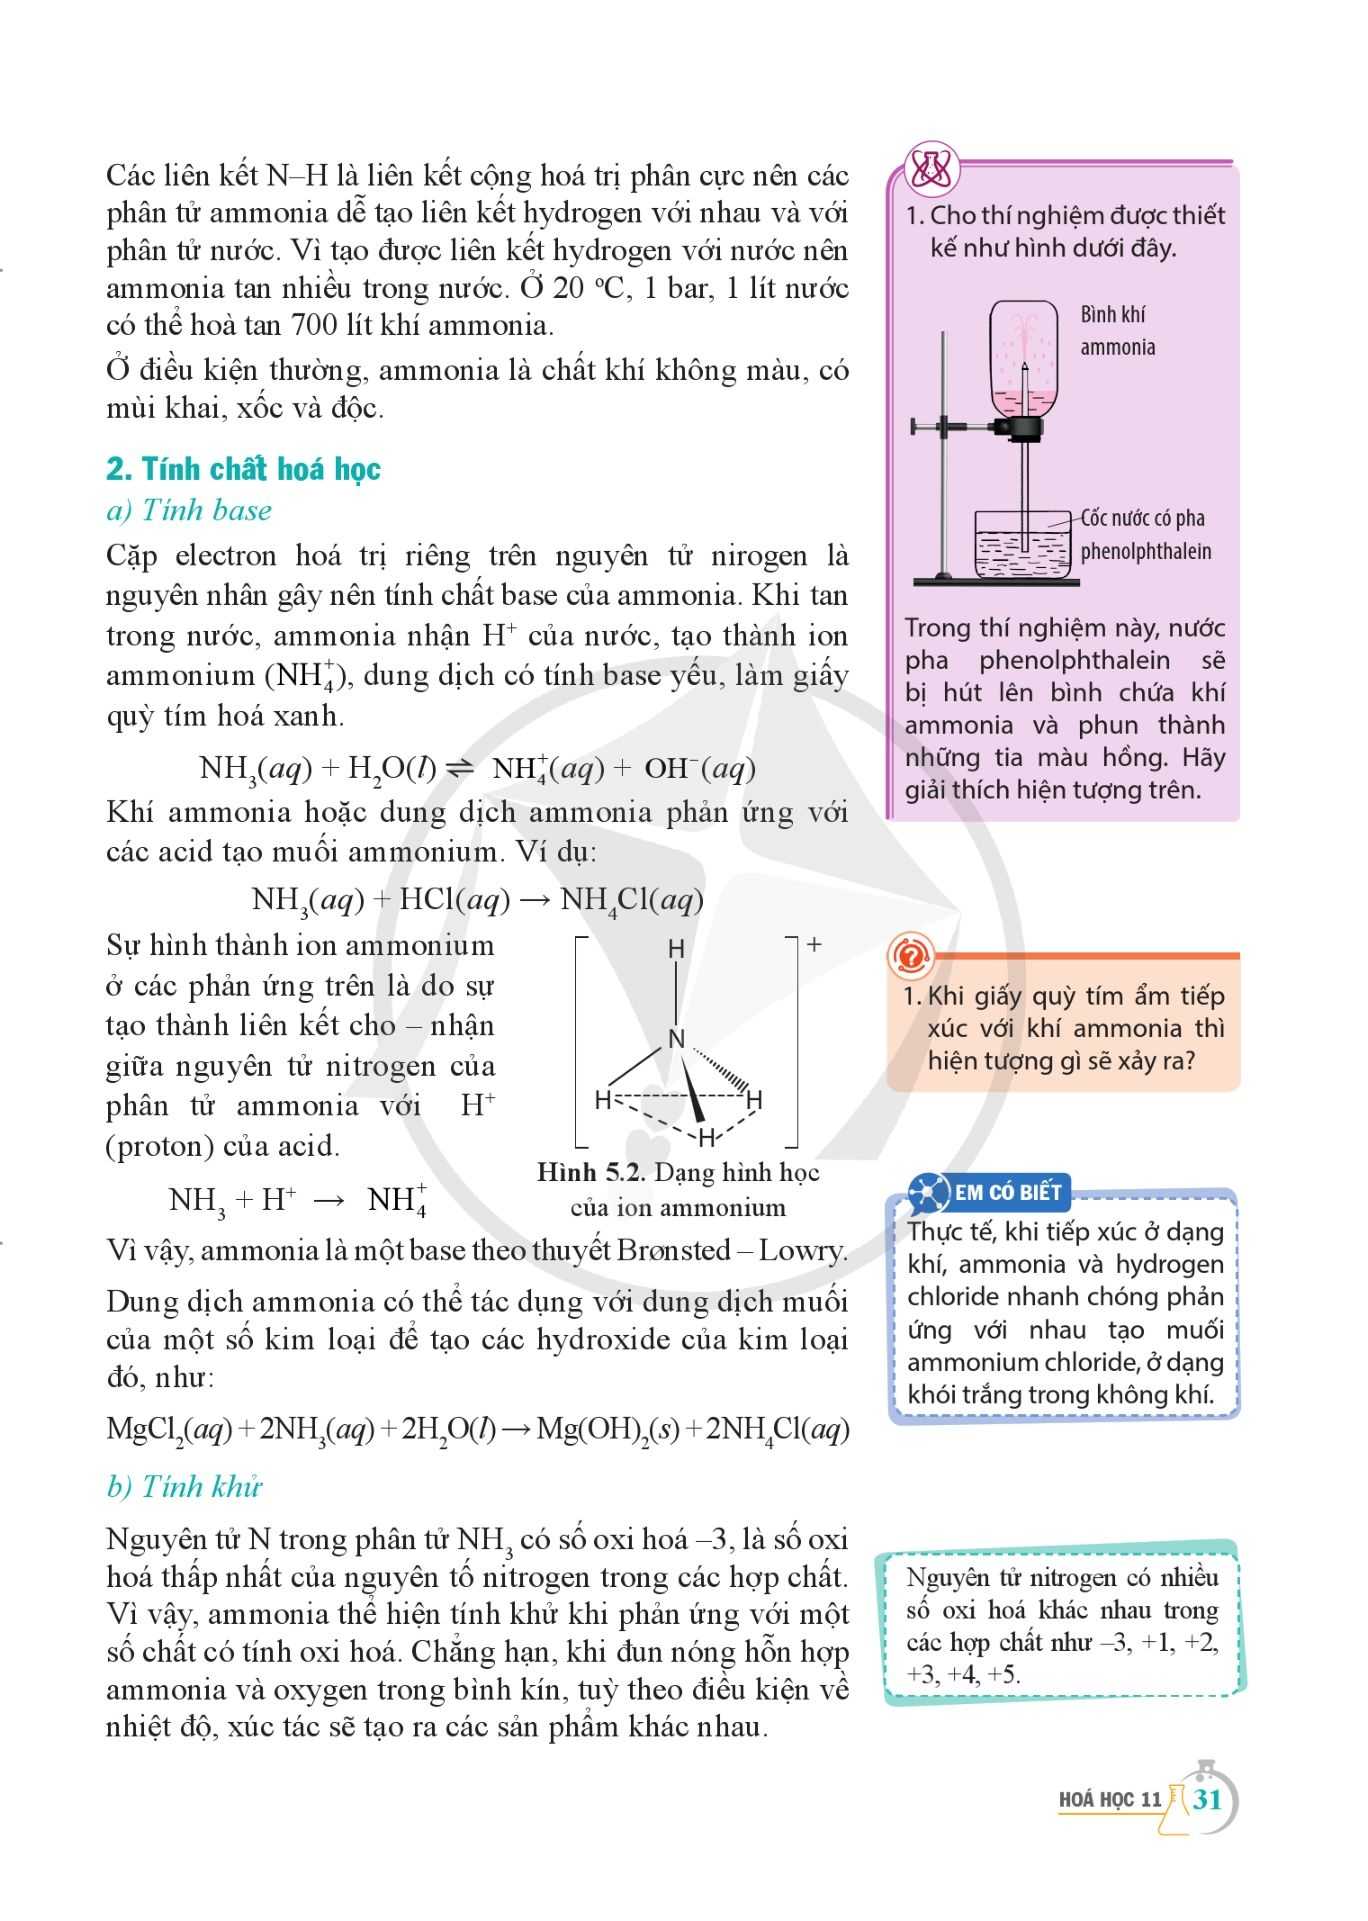 Các liên kết N–H là liên kết cộng hoá trị phân cực nên các
phân tử ammonia dễ tạo liên kết hydrogen với nhau và với
phân tử nước. Vì tạo được liên kết hydrogen với nước nên
ammonia tan nhiều trong nước. Ở 20 °C, 1 bar, 1 lít nước
có thể hoà tan 700 lít khí ammonia.
Ở điều kiện thường, ammonia là chất khí không màu, có
mùi khai, xốc và độc.
2. Tính chất hoá học
a) Tính base
Cặp electron hoá trị riêng trên nguyên tử nirogen là
nguyên nhân gây nên tính chất base của ammonia. Khi tan
trong nước, ammonia nhận H⁺ của nước, tạo thành ion
ammonium (NH₄⁺), dung dịch có tính base yếu, làm giấy
quỳ tím hoá xanh.
NH₃(aq) + H₂O(l) ⇌ NH₄⁺(aq) + OH⁻(aq)
Khí ammonia hoặc dung dịch ammonia phản ứng với
các acid tạo muối ammonium. Ví dụ:
NH₃(aq) + HCl(aq) → NH₄Cl(aq)
Sự hình thành ion ammonium
ở các phản ứng trên là do sự
tạo thành liên kết cho – nhận
giữa nguyên tử nitrogen của
phân tử ammonia với H⁺
(proton) của acid.
NH₃ + H⁺ → NH₄⁺
H
+
N
H
H
H
Hình 5.2. Dạng hình học
của ion ammonium
Vì vậy, ammonia là một base theo thuyết Brønsted – Lowry.
Dung dịch ammonia có thể tác dụng với dung dịch muối
của một số kim loại để tạo các hydroxide của kim loại
đó, như:
MgCl₂(aq) + 2NH₃(aq) + 2H₂O(l) → Mg(OH)₂(s) + 2NH₄Cl(aq)
b) Tính khử
Nguyên tử N trong phân tử NH₃ có số oxi hoá –3, là số oxi
hoá thấp nhất của nguyên tố nitrogen trong các hợp chất.
Vì vậy, ammonia thể hiện tính khử khi phản ứng với một
số chất có tính oxi hoá. Chẳng hạn, khi đun nóng hỗn hợp
ammonia và oxygen trong bình kín, tuỳ theo điều kiện về
nhiệt độ, xúc tác sẽ tạo ra các sản phẩm khác nhau.
1. Cho thí nghiệm được thiết
kế như hình dưới đây.
Bình khí
ammonia
Cốc nước có pha
phenolphthalein
Trong thí nghiệm này, nước
pha phenolphthalein sẽ
bị hút lên bình chứa khí
ammonia và phun thành
những tia màu hồng. Hãy
giải thích hiện tượng trên.
?
1. Khi giấy quỳ tím ẩm tiếp
xúc với khí ammonia thì
hiện tượng gì sẽ xảy ra?
EM CÓ BIẾT
Thực tế, khi tiếp xúc ở dạng
khí, ammonia và hydrogen
chloride nhanh chóng phản
ứng với nhau tạo muối
ammonium chloride, ở dạng
khói trắng trong không khí.
Nguyên tử nitrogen có nhiều
số oxi hoá khác nhau trong
các hợp chất như –3, +1, +2,
+3, +4, +5.
HOÁ HỌC 11 31